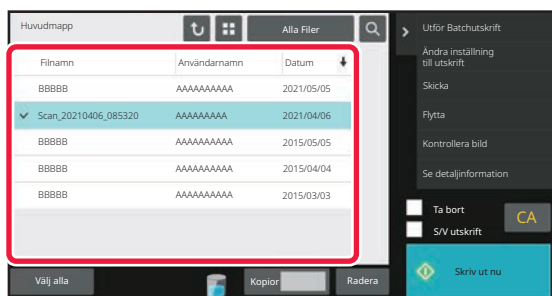 Huvudmapp
Alla Filer
Filnamn Användarnamn Datum
BBBBB AAAAAAAAAA 2021/05/05
Scan_20210406_085320 AAAAAAAAA 2021/04/06
BBBBB AAAAAAAAAA 2015/05/05
BBBBB AAAAAAAAAA 2015/04/04
BBBBB AAAAAAAAAA 2015/03/03
Välj alla
Kopior
Radera
Utför Batchutskrift
Ändra inställning
till utskrift
Skicka
Flytta
Kontrollera bild
Se detaljinformation
Ta bort
S/V utskrift
CA
Skriv ut nu